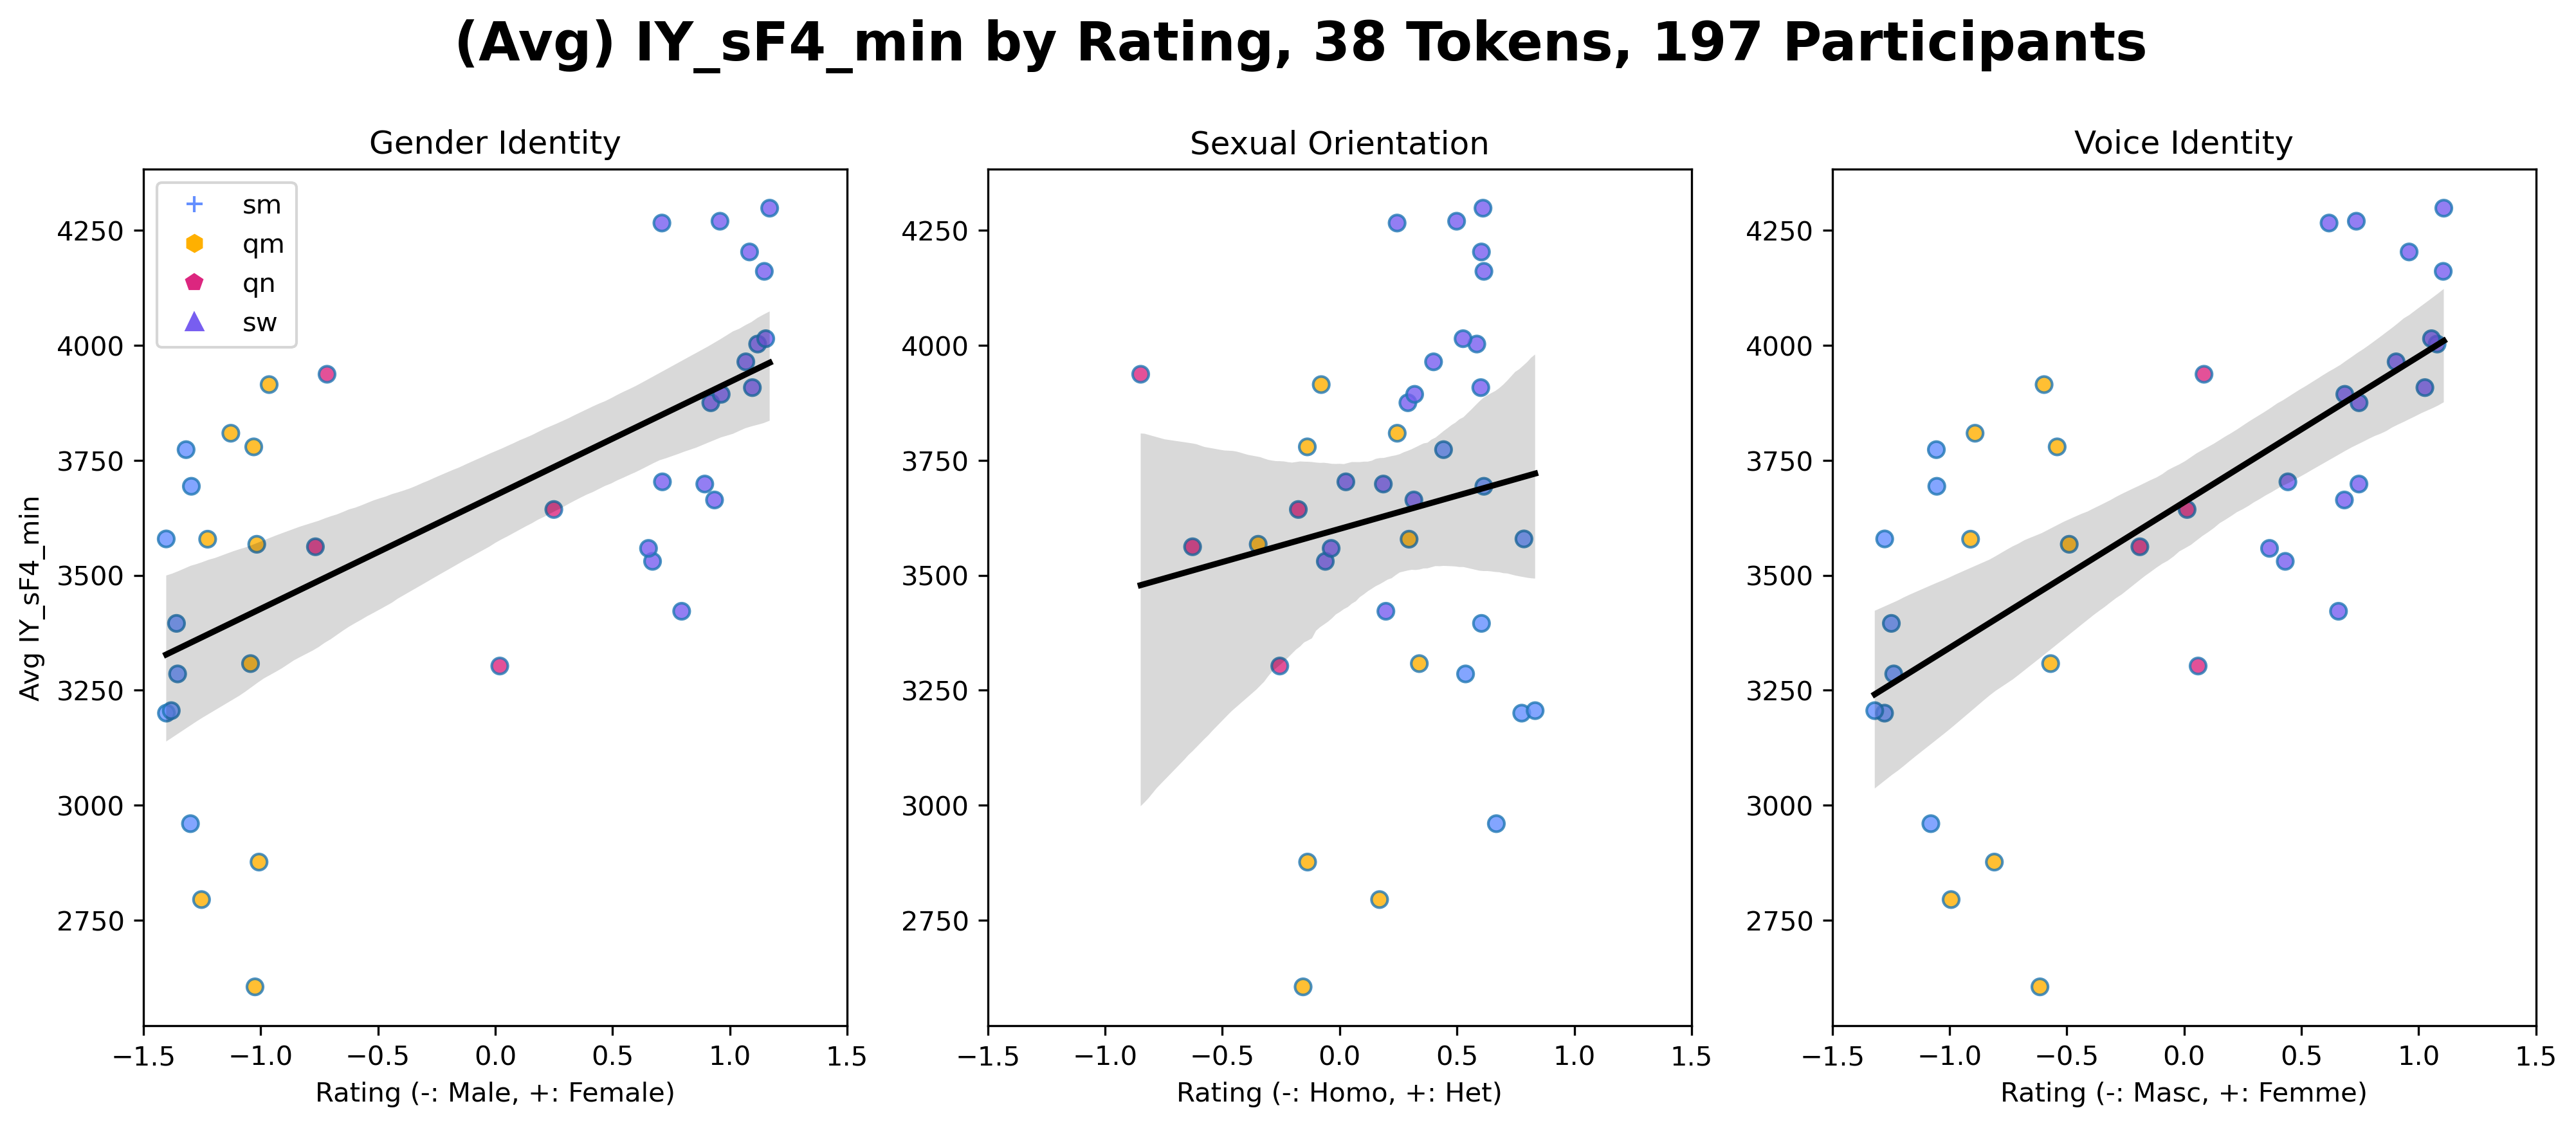 (Avg) IY_sF4_min by Rating, 38 Tokens, 197 Participants
Gender Identity
sm
qm
qn
sw
4250
4000
3750
3500
3250
3000
2750
Avg IY_sF4_min
−1.5 −1.0 −0.5 0.0 0.5 1.0 1.5
Rating (-: Male, +: Female)
Sexual Orientation
4250
4000
3750
3500
3250
3000
2750
−1.5 −1.0 −0.5 0.0 0.5 1.0 1.5
Rating (-: Homo, +: Het)
Voice Identity
4250
4000
3750
3500
3250
3000
2750
−1.5 −1.0 −0.5 0.0 0.5 1.0 1.5
Rating (-: Masc, +: Femme)